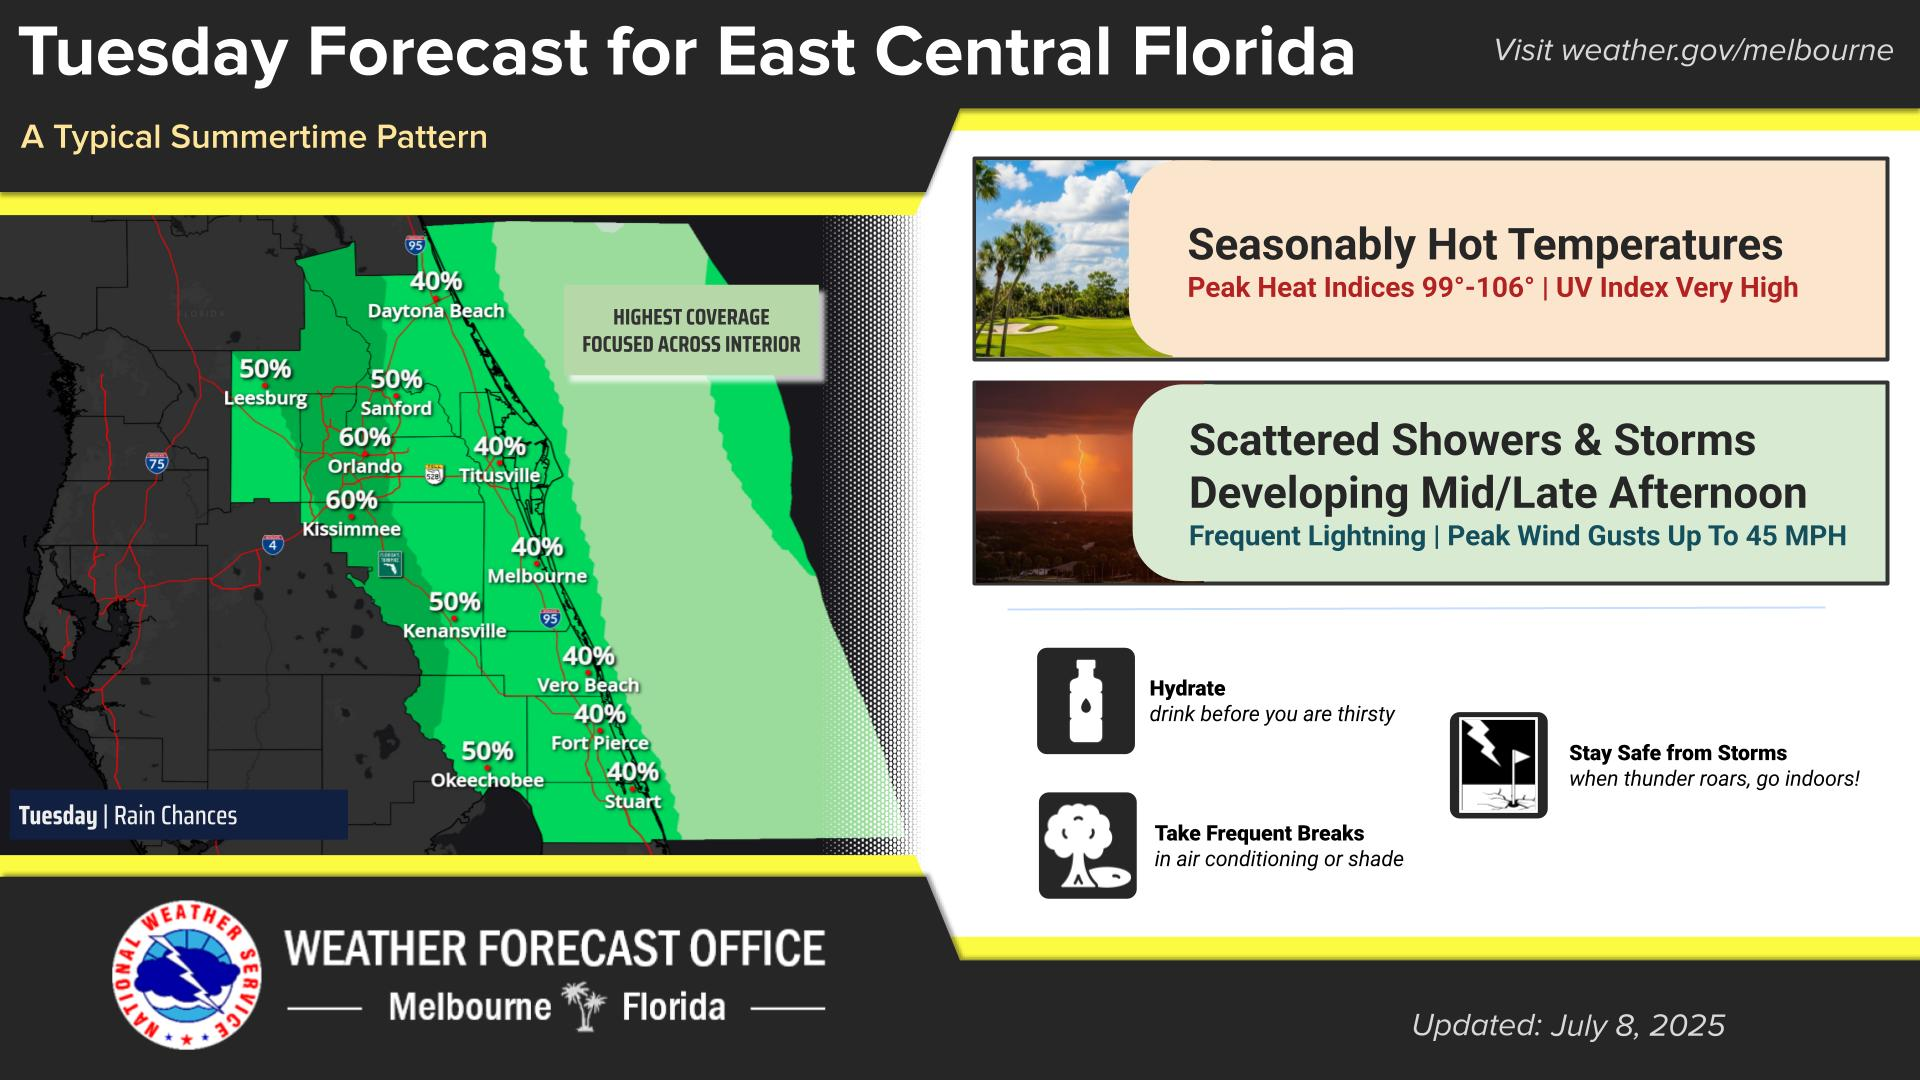 Tuesday Forecast for East Central Florida
Visit weather.gov/melbourne
A Typical Summertime Pattern
95
40%
Daytona Beach
FLORIDA
HIGHEST COVERAGE
FOCUSED ACROSS INTERIOR
50%
Leesburg
50%
Sanford
60%
Orlando
40%
Titusville
75
528
60%
Kissimmee
4
40%
Melbourne
50%
Kenansville
95
40%
Vero Beach
40%
Fort Pierce
50%
Okeechobee
40%
Stuart
Tuesday | Rain Chances
Seasonably Hot Temperatures
Peak Heat Indices 99°-106° | UV Index Very High
Scattered Showers & Storms
Developing Mid/Late Afternoon
Frequent Lightning | Peak Wind Gusts Up To 45 MPH
Hydrate
drink before you are thirsty
Take Frequent Breaks
in air conditioning or shade
Stay Safe from Storms
when thunder roars, go indoors!
NATIONAL WEATHER SERVICE
WEATHER FORECAST OFFICE
Melbourne Florida
Updated: July 8, 2025